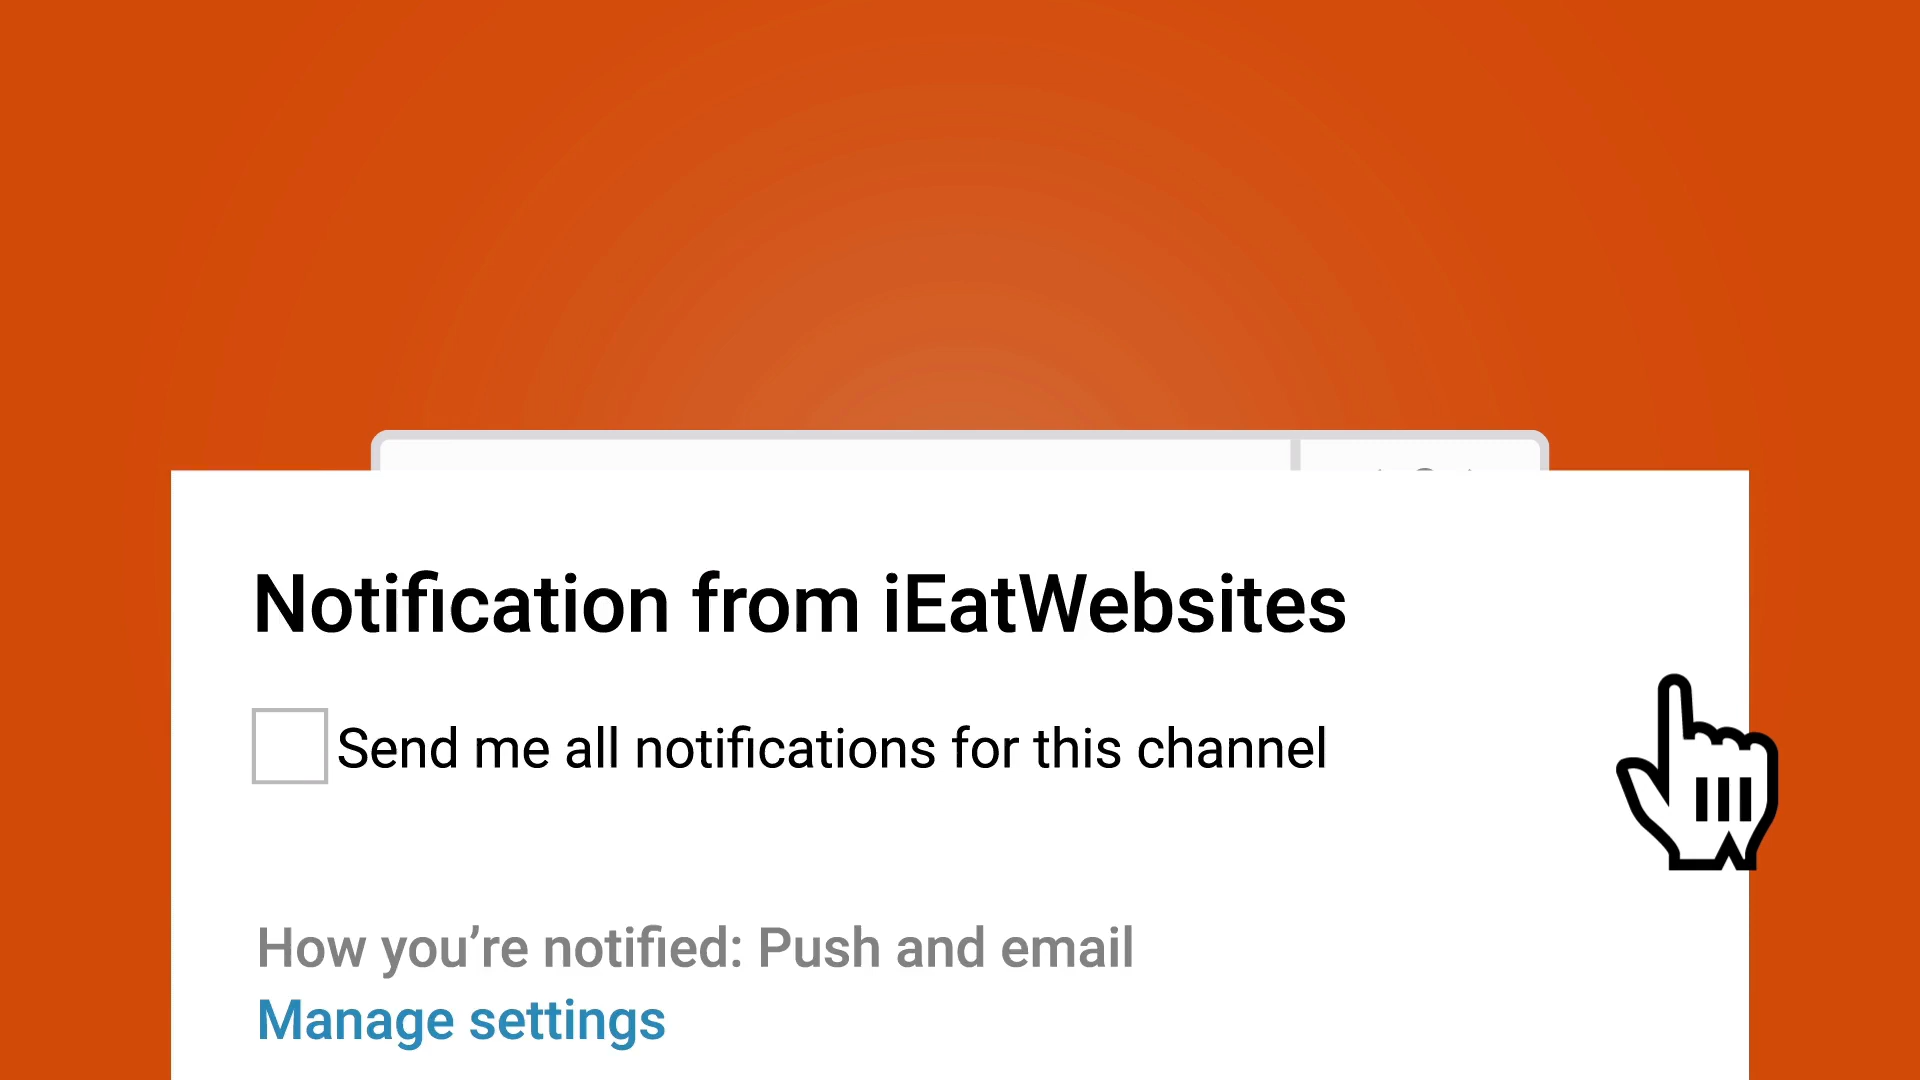 Notification from iEatWebsites
Send me all notifications for this channel
How you’re notified: Push and email
Manage settings